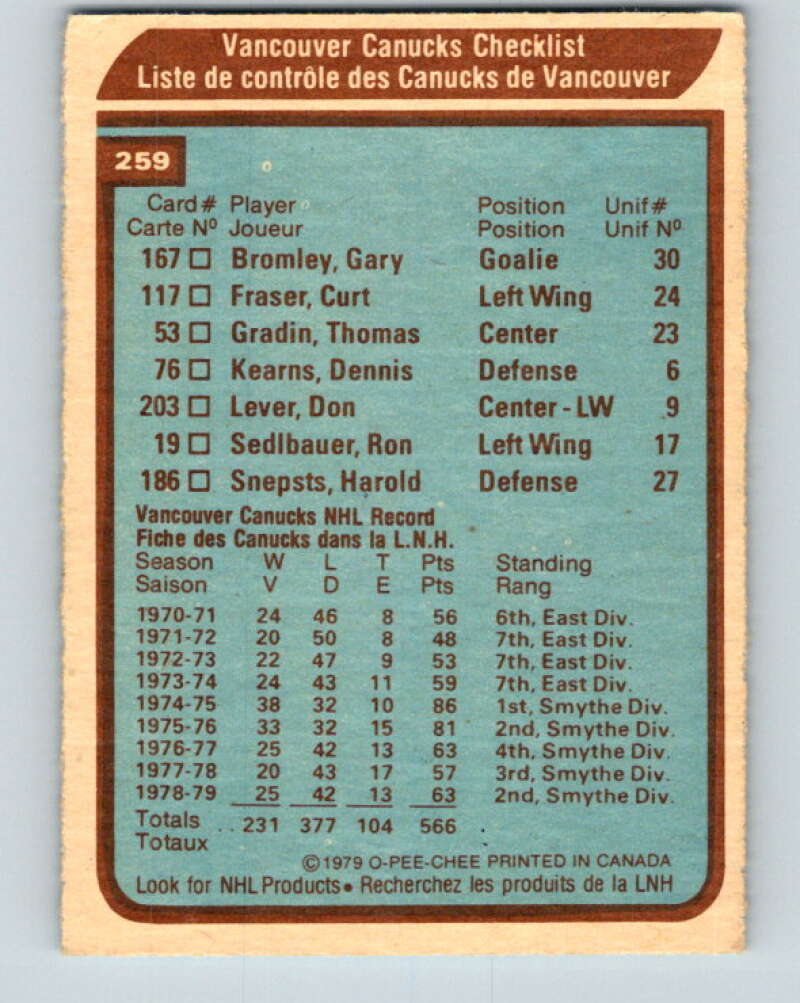 Vancouver Canucks Checklist
Liste de contrôle des Canucks de Vancouver
259
Card # Player Position Unif #
Carte Nº Joueur Position Unif Nº
167 □ Bromley, Gary Goalie 30
117 □ Fraser, Curt Left Wing 24
53 □ Gradin, Thomas Center 23
76 □ Kearns, Dennis Defense 6
203 □ Lever, Don Center - LW 9
19 □ Sedlbauer, Ron Left Wing 17
186 □ Snepsts, Harold Defense 27
Vancouver Canucks NHL Record
Fiche des Canucks dans la L.N.H.
Season W L T Pts Standing
Saison V D E Pts Rang
1970-71 24 46 8 56 6th, East Div.
1971-72 20 50 8 48 7th, East Div.
1972-73 22 47 9 53 7th, East Div.
1973-74 24 43 11 59 7th, East Div.
1974-75 38 32 10 86 1st, Smythe Div.
1975-76 33 32 15 81 2nd, Smythe Div.
1976-77 25 42 13 63 4th, Smythe Div.
1977-78 20 43 17 57 3rd, Smythe Div.
1978-79 25 42 13 63 2nd, Smythe Div.
Totals .. 231 377 104 566
Totaux
©1979 O-PEE-CHEE PRINTED IN CANADA
Look for NHL Products • Recherchez les produits de la LNH